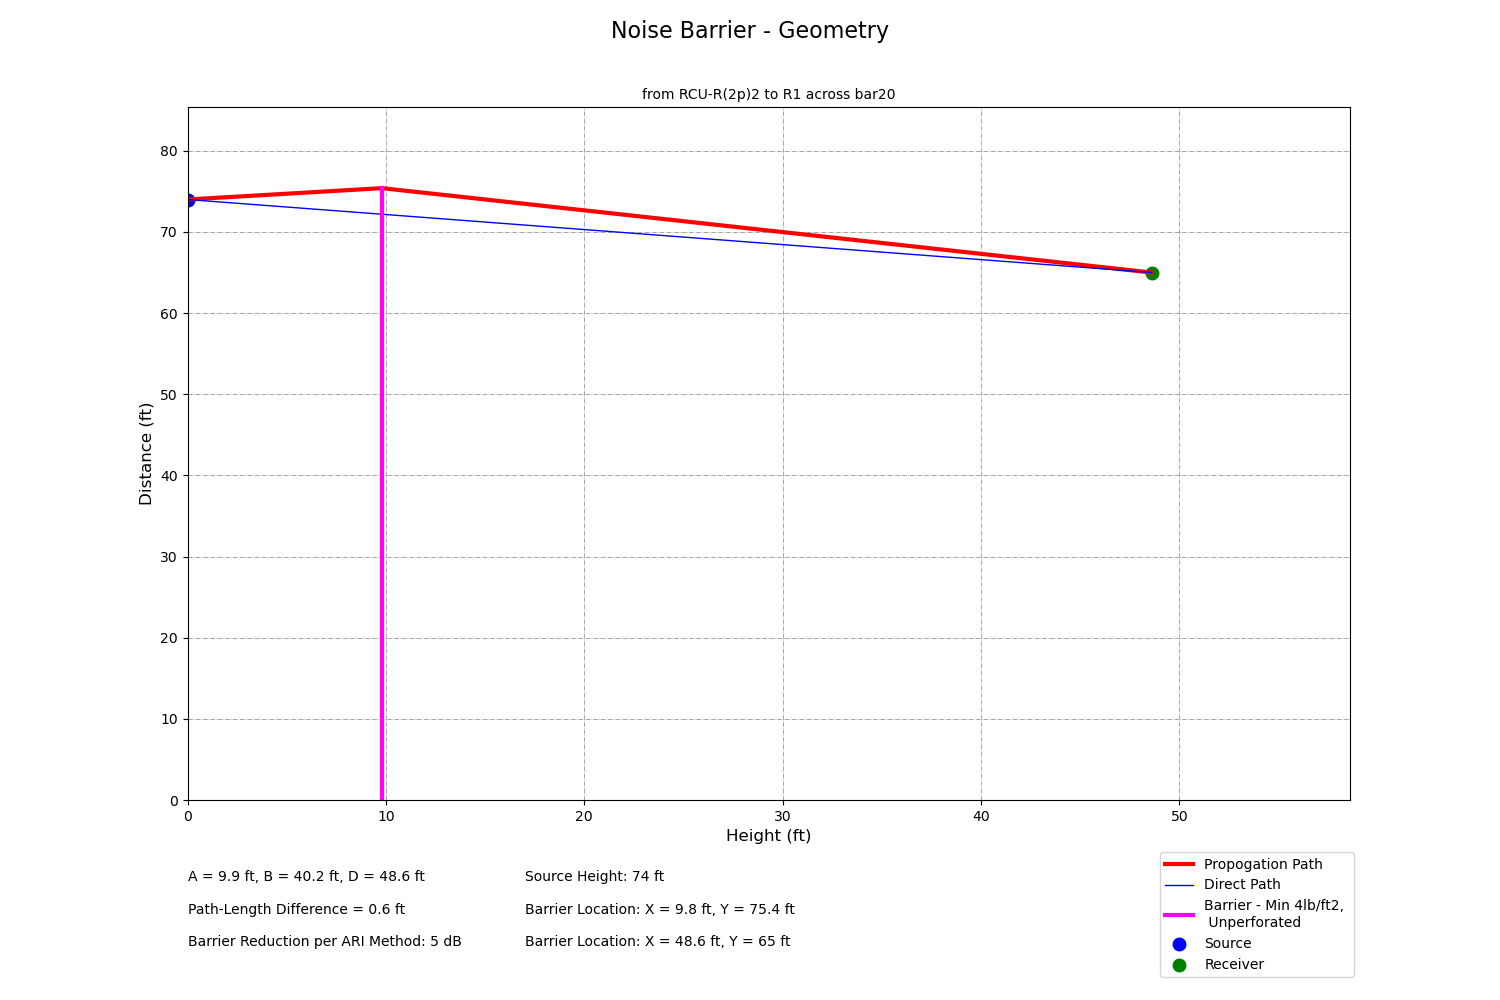 Noise Barrier - Geometry
from RCU-R(2p)2 to R1 across bar20
80
70
60
50
40
30
20
10
0
Distance (ft)
0 10 20 30 40 50
Height (ft)
A = 9.9 ft, B = 40.2 ft, D = 48.6 ft
Path-Length Difference = 0.6 ft
Barrier Reduction per ARI Method: 5 dB
Source Height: 74 ft
Barrier Location: X = 9.8 ft, Y = 75.4 ft
Barrier Location: X = 48.6 ft, Y = 65 ft
Propogation Path
Direct Path
Barrier - Min 4lb/ft2,
Unperforated
Source
Receiver